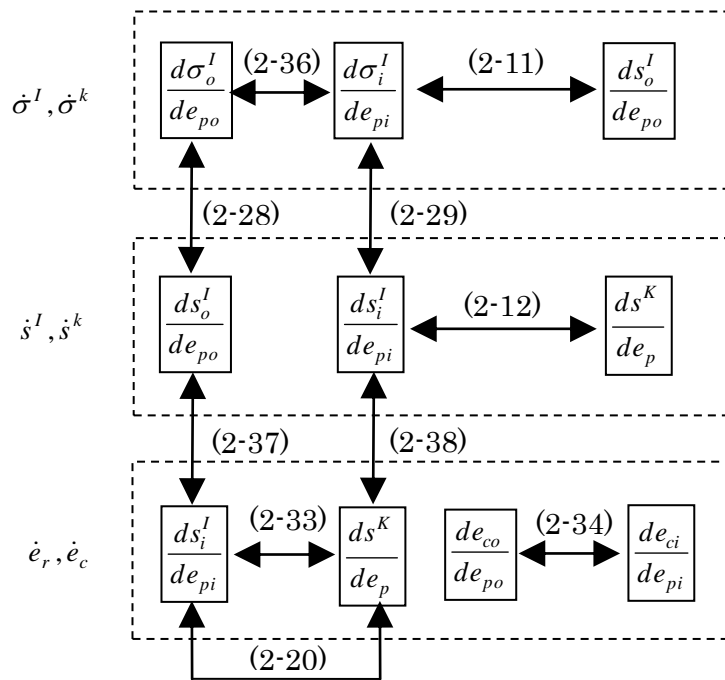 (2-36) (2-11)
σ̇^I, σ̇^k dσ_o^I/de_po dσ_i^I/de_pi ds_o^I/de_po
(2-28) (2-29)
(2-12)
ṡ^I, ṡ^k ds_o^I/de_po ds_i^I/de_pi ds^K/de_p
(2-37) (2-38)
(2-33) (2-34)
ė_r, ė_c ds_i^I/de_pi ds^K/de_p de_co/de_po de_ci/de_pi
(2-20)